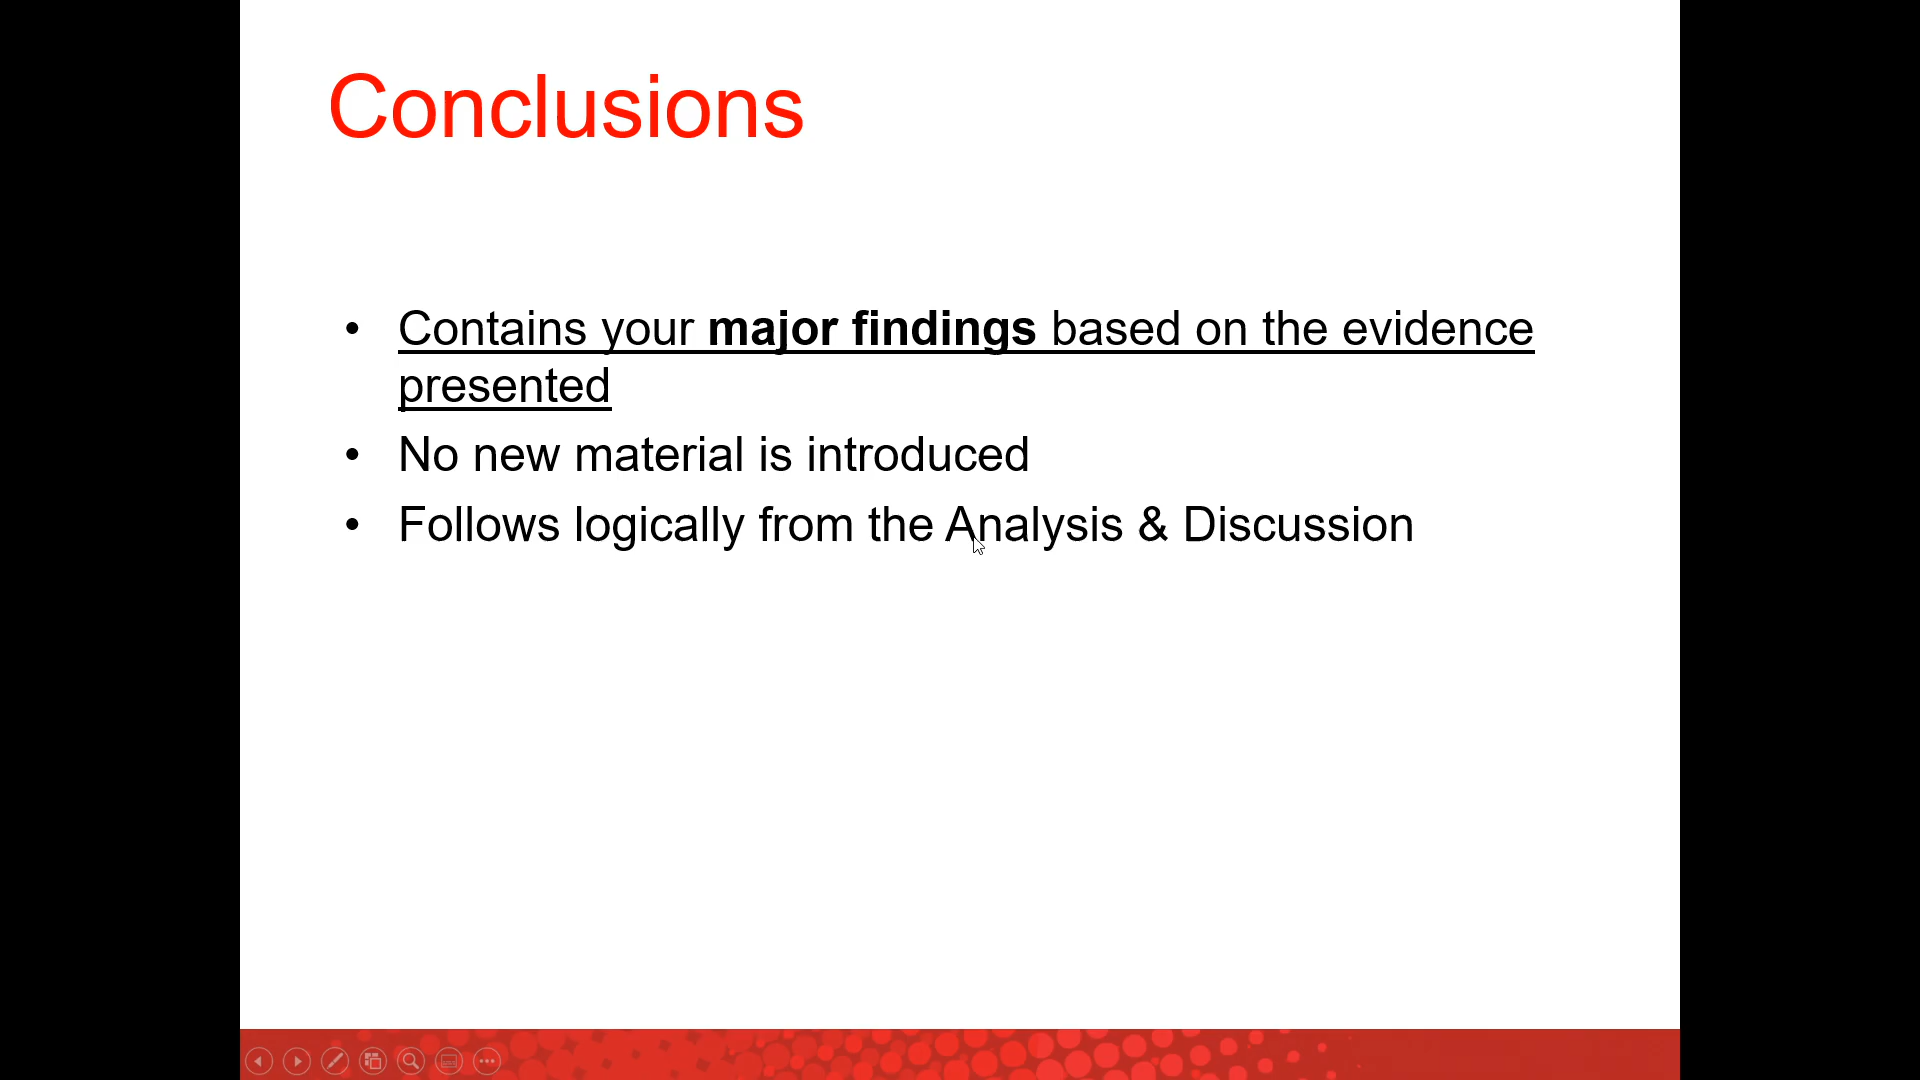 Conclusions
• Contains your major findings based on the evidence
presented
• No new material is introduced
• Follows logically from the Analysis & Discussion